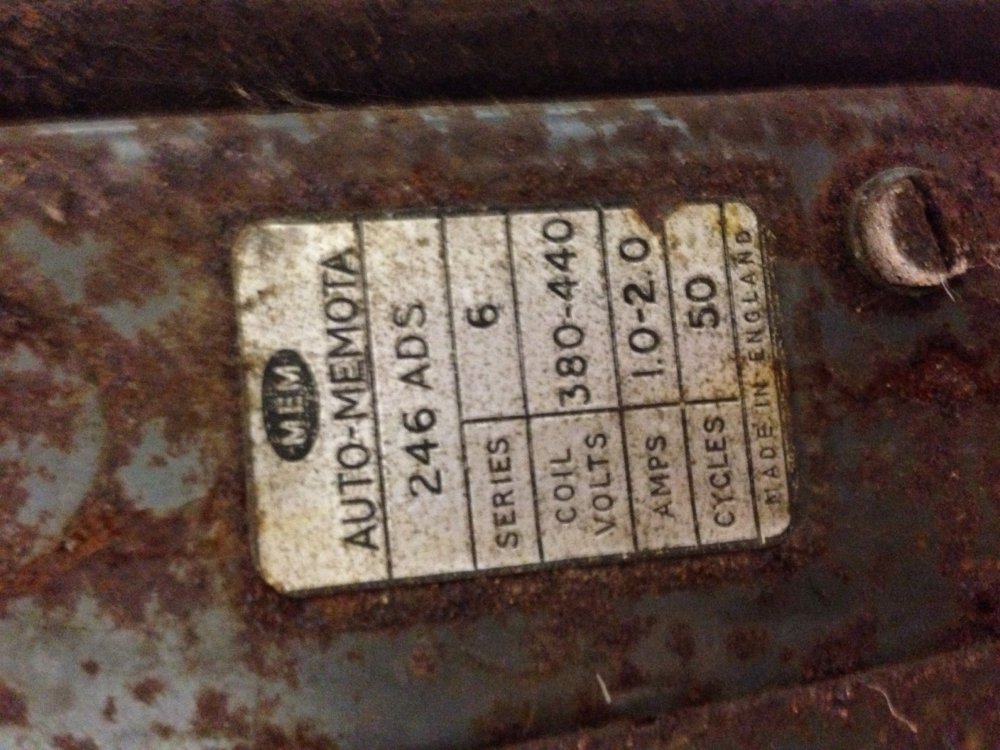 MEM
AUTO-MEMOTA
246 ADS
SERIES 6
COIL VOLTS 380-440
AMPS 1.0-2.0
CYCLES 50
MADE IN ENGLAND